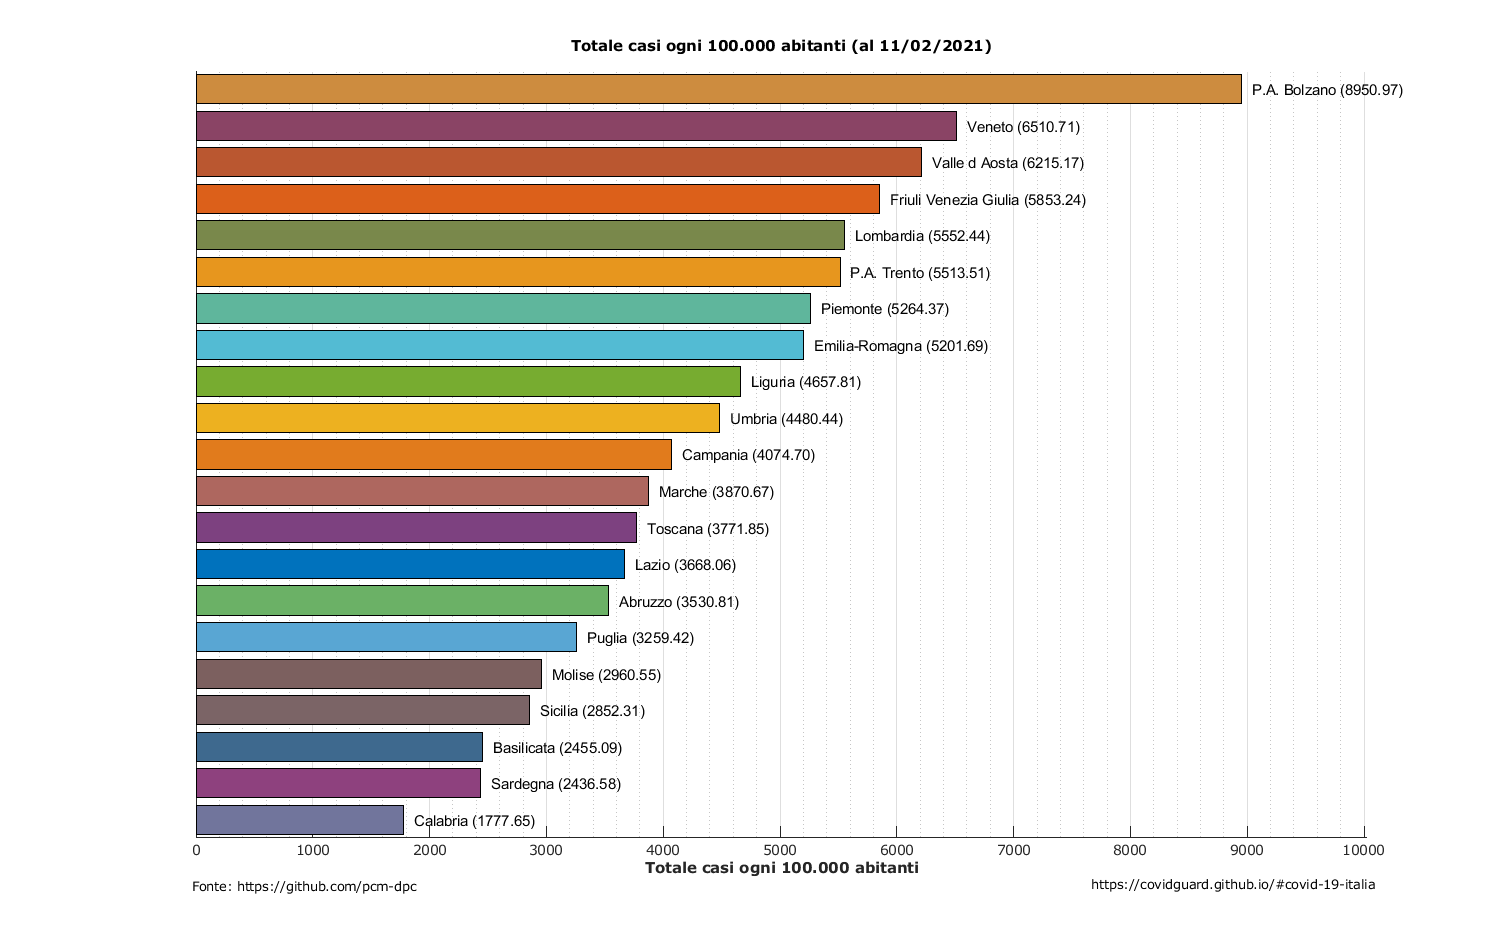 Totale casi ogni 100.000 abitanti (al 11/02/2021)
P.A. Bolzano (8950.97)
Veneto (6510.71)
Valle d Aosta (6215.17)
Friuli Venezia Giulia (5853.24)
Lombardia (5552.44)
P.A. Trento (5513.51)
Piemonte (5264.37)
Emilia-Romagna (5201.69)
Liguria (4657.81)
Umbria (4480.44)
Campania (4074.70)
Marche (3870.67)
Toscana (3771.85)
Lazio (3668.06)
Abruzzo (3530.81)
Puglia (3259.42)
Molise (2960.55)
Sicilia (2852.31)
Basilicata (2455.09)
Sardegna (2436.58)
Calabria (1777.65)
0 1000 2000 3000 4000 5000 6000 7000 8000 9000 10000
Totale casi ogni 100.000 abitanti
Fonte: https://github.com/pcm-dpc
https://covidguard.github.io/#covid-19-italia